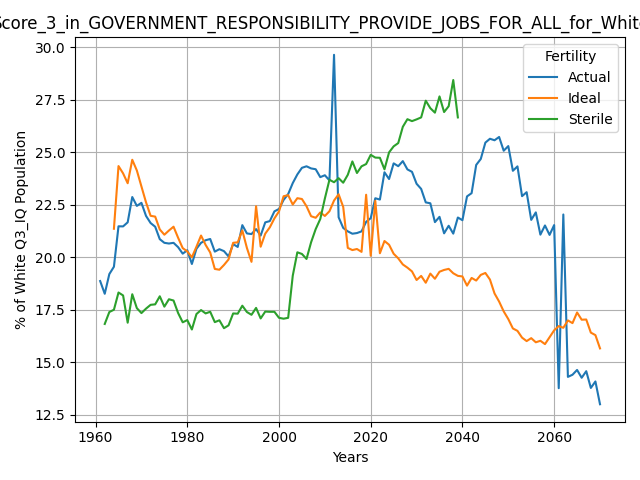 Score_3_in_GOVERNMENT_RESPONSIBILITY_PROVIDE_JOBS_FOR_ALL_for_White
30.0
27.5
25.0
22.5
20.0
17.5
15.0
12.5
% of White Q3_IQ Population
Fertility
Actual
Ideal
Sterile
1960
1980
2000
2020
2040
2060
Years